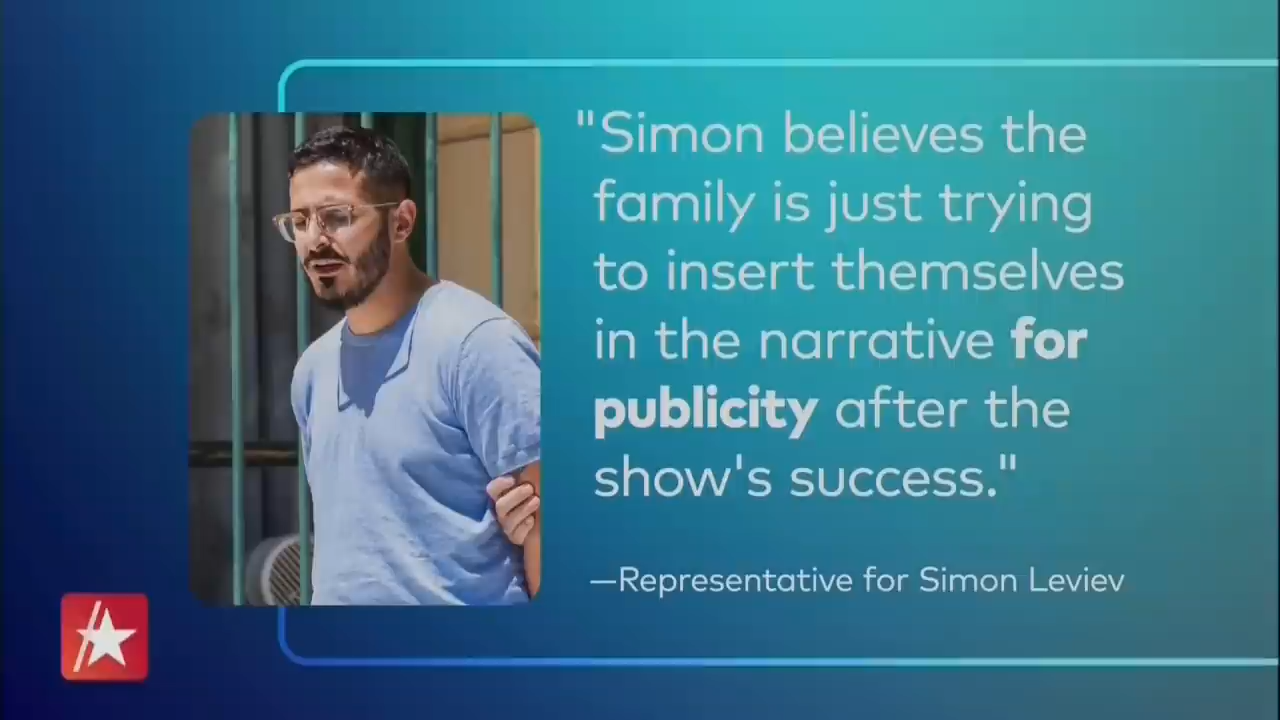 "Simon believes the
family is just trying
to insert themselves
in the narrative for
publicity after the
show's success."
—Representative for Simon Leviev